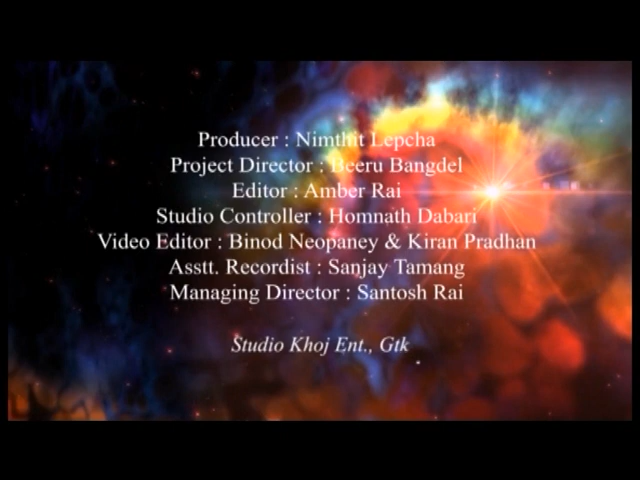 Producer : Nimthit Lepcha
Project Director : Beeru Bangdel
Editor : Amber Rai
Studio Controller : Homnath Dabari
Video Editor : Binod Neopaney & Kiran Pradhan
Asstt. Recordist : Sanjay Tamang
Managing Director : Santosh Rai
Studio Khoj Ent., Gtk